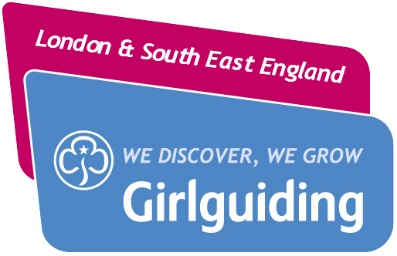 London & South East England
WE DISCOVER, WE GROW
Girlguiding